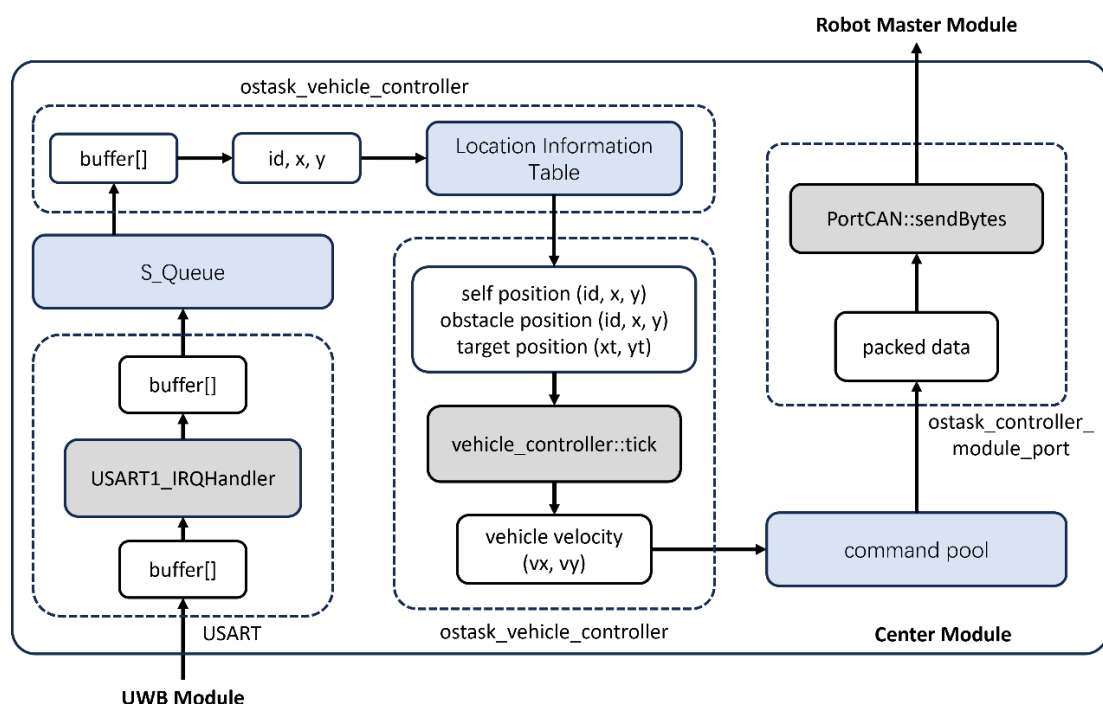 Robot Master Module
ostask_vehicle_controller
buffer[]
id, x, y
Location Information
Table
S_Queue
buffer[]
USART1_IRQHandler
buffer[]
USART
UWB Module
self position (id, x, y)
obstacle position (id, x, y)
target position (xt, yt)
vehicle_controller::tick
vehicle velocity
(vx, vy)
ostask_vehicle_controller
PortCAN::sendBytes
packed data
ostask_controller_
module_port
command pool
Center Module